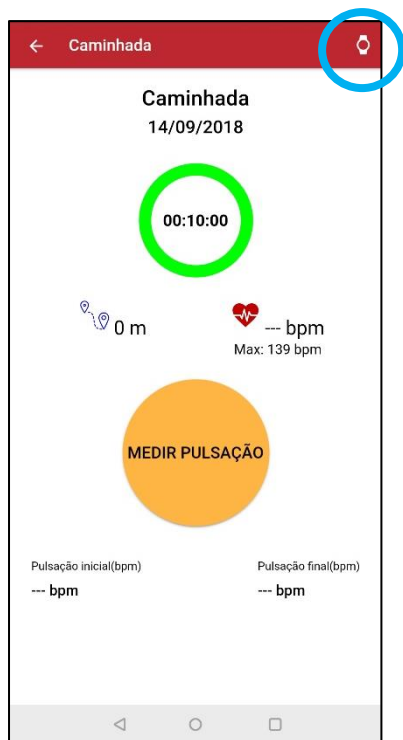 Caminhada
Caminhada
14/09/2018
00:10:00
0 m
--- bpm
Max: 139 bpm
MEDIR PULSAÇÃO
Pulsação inicial(bpm)
Pulsação final(bpm)
--- bpm
--- bpm